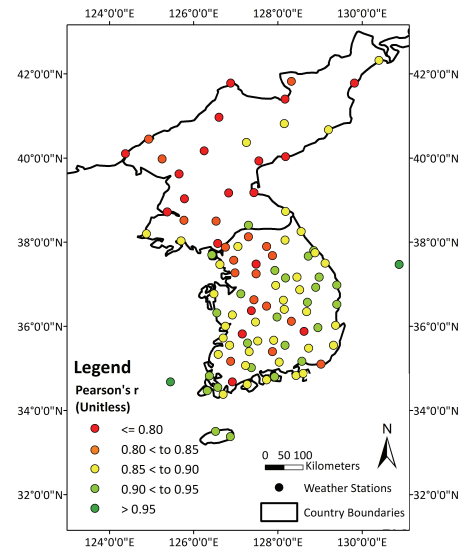 124°0'0"E 126°0'0"E 128°0'0"E 130°0'0"E
42°0'0"N 42°0'0"N
40°0'0"N 40°0'0"N
38°0'0"N 38°0'0"N
36°0'0"N 36°0'0"N
34°0'0"N 34°0'0"N
32°0'0"N 32°0'0"N
Legend
Pearson's r
(Unitless)
<= 0.80
0.80 < to 0.85
0.85 < to 0.90
0.90 < to 0.95
> 0.95
N
0 50 100
Kilometers
Weather Stations
Country Boundaries
124°0'0"E 126°0'0"E 128°0'0"E 130°0'0"E